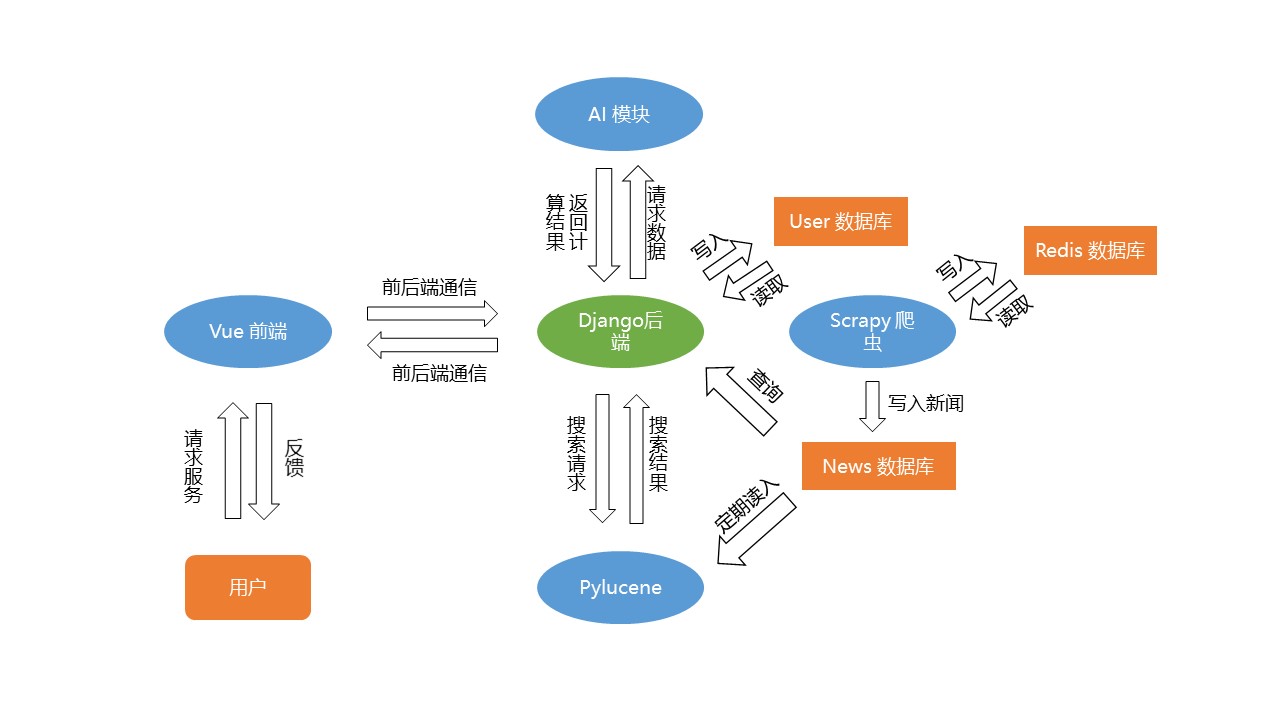 AI 模块
返回计
算结果
请求数据
User 数据库
写入
读取
Redis 数据库
写入
读取
前后端通信
Vue 前端
Django后
端
Scrapy 爬
虫
前后端通信
查询
写入新闻
请求服务
反馈
搜索请求
搜索结果
News 数据库
定期读入
用户
Pylucene